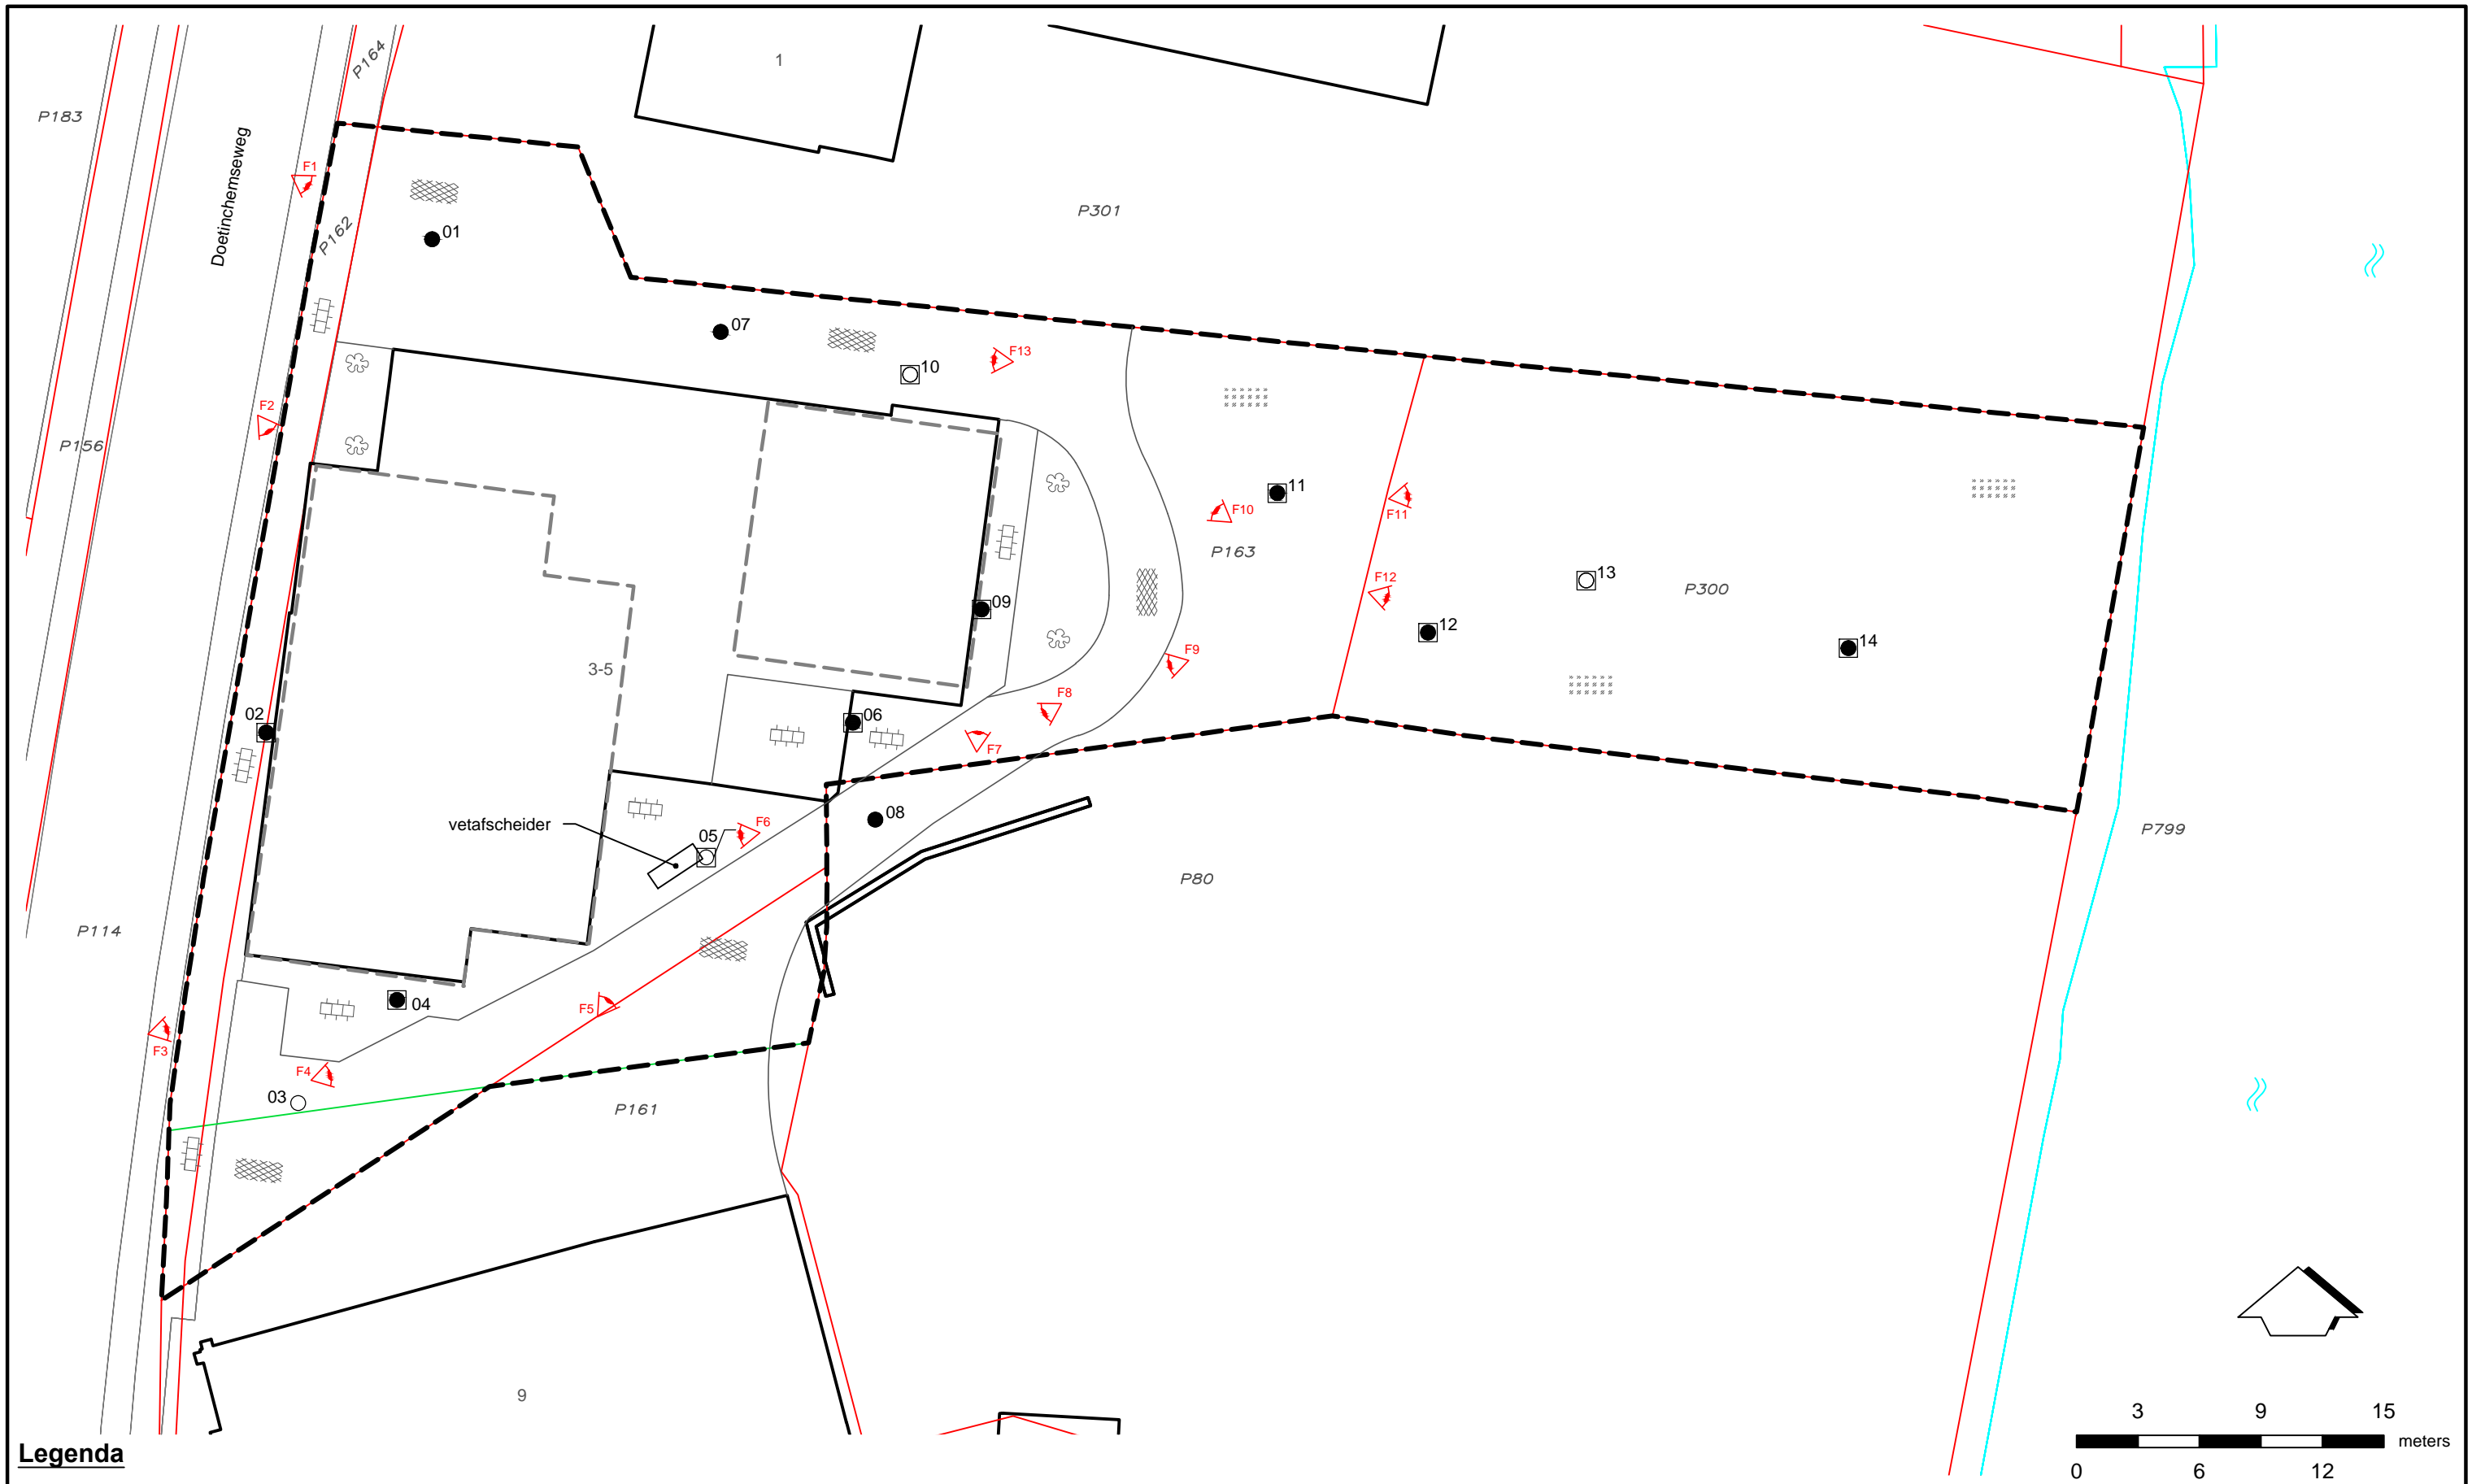 1
P164
P183
Doetinchemseweg
F1
P301
P162
01
07
F13
10
F2
P156
11
F10
F11
P163
F12
13
P300
09
12
14
3-5
F9
F8
02
06
F7
vetafscheider
05
F6
08
P799
P80
P114
04
F5
F3
F4
03
P161
9
3 9 15
meters
0 6 12
Legenda